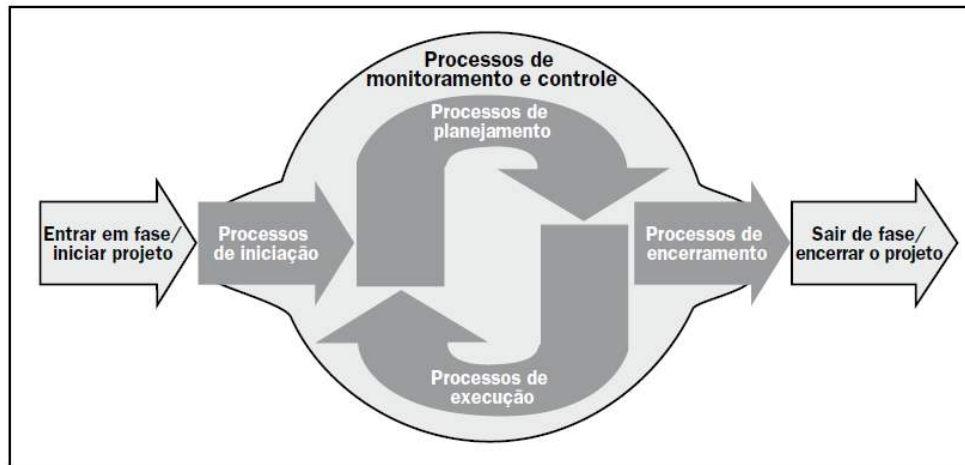 Processos de
monitoramento e controle
Processos de
planejamento
Entrar em fase/
iniciar projeto
Processos
de iniciação
Processos de
encerramento
Sair de fase/
encerrar o projeto
Processos de
execução